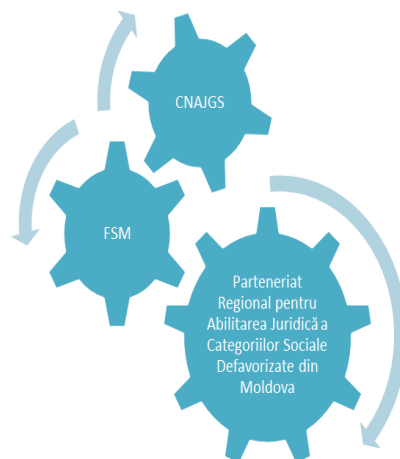 CNAJGS
FSM
Parteneriat
Regional pentru
Abilitarea Juridică a
Categoriilor Sociale
Defavorizate din
Moldova